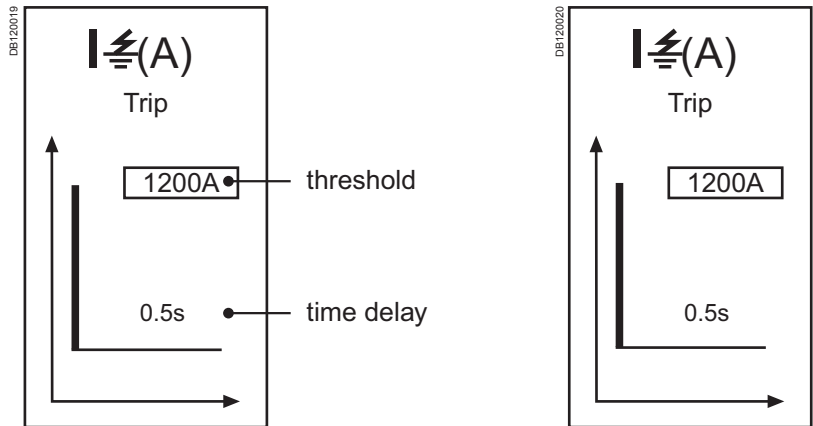 DB120019
I (A)
Trip
1200A
threshold
0.5s
time delay
DB120020
I (A)
Trip
1200A
0.5s